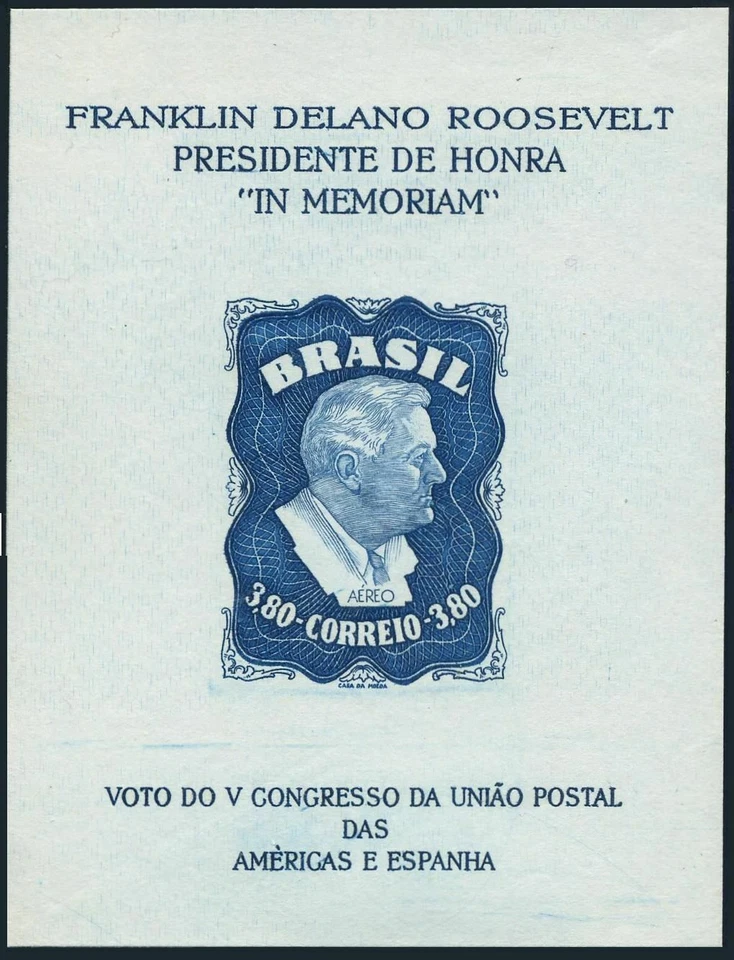 FRANKLIN DELANO ROOSEVELT
PRESIDENTE DE HONRA
"IN MEMORIAM"
BRASIL
AÉREO
3,80-CORREIO-3,80
CASA DA MOEDA
VOTO DO V CONGRESSO DA UNIÃO POSTAL
DAS
AMÈRICAS E ESPANHA